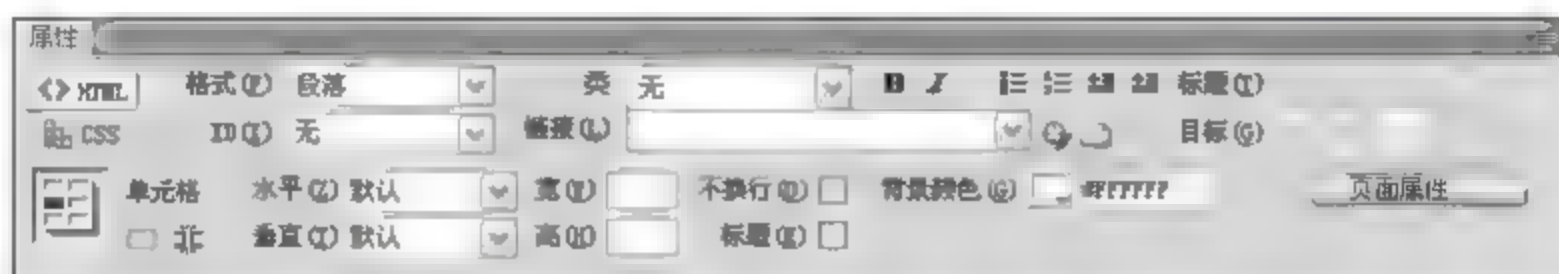 属性
<> HTML 格式(F) 段落 类 无 B I 标题(T)
CSS ID(I) 无 链接(L) 目标(G)
单元格 水平(Z) 默认 宽(W) 不换行(O) 背景颜色(G) #FFFFFF 页面属性
垂直(T) 默认 高(H) 标题(E)